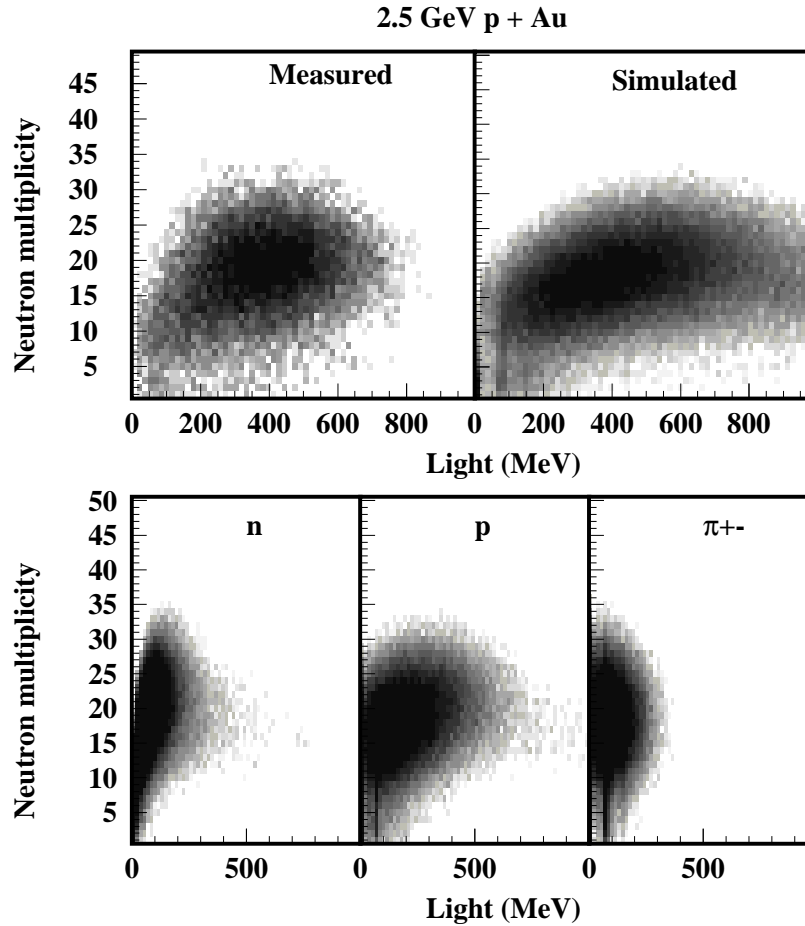 2.5 GeV p + Au
Measured
Simulated
Neutron multiplicity
45
40
35
30
25
20
15
10
5
0 200 400 600 800 0 200 400 600 800
Light (MeV)
n
p
π+-
Neutron multiplicity
50
45
40
35
30
25
20
15
10
5
0 500 0 500 0 500
Light (MeV)